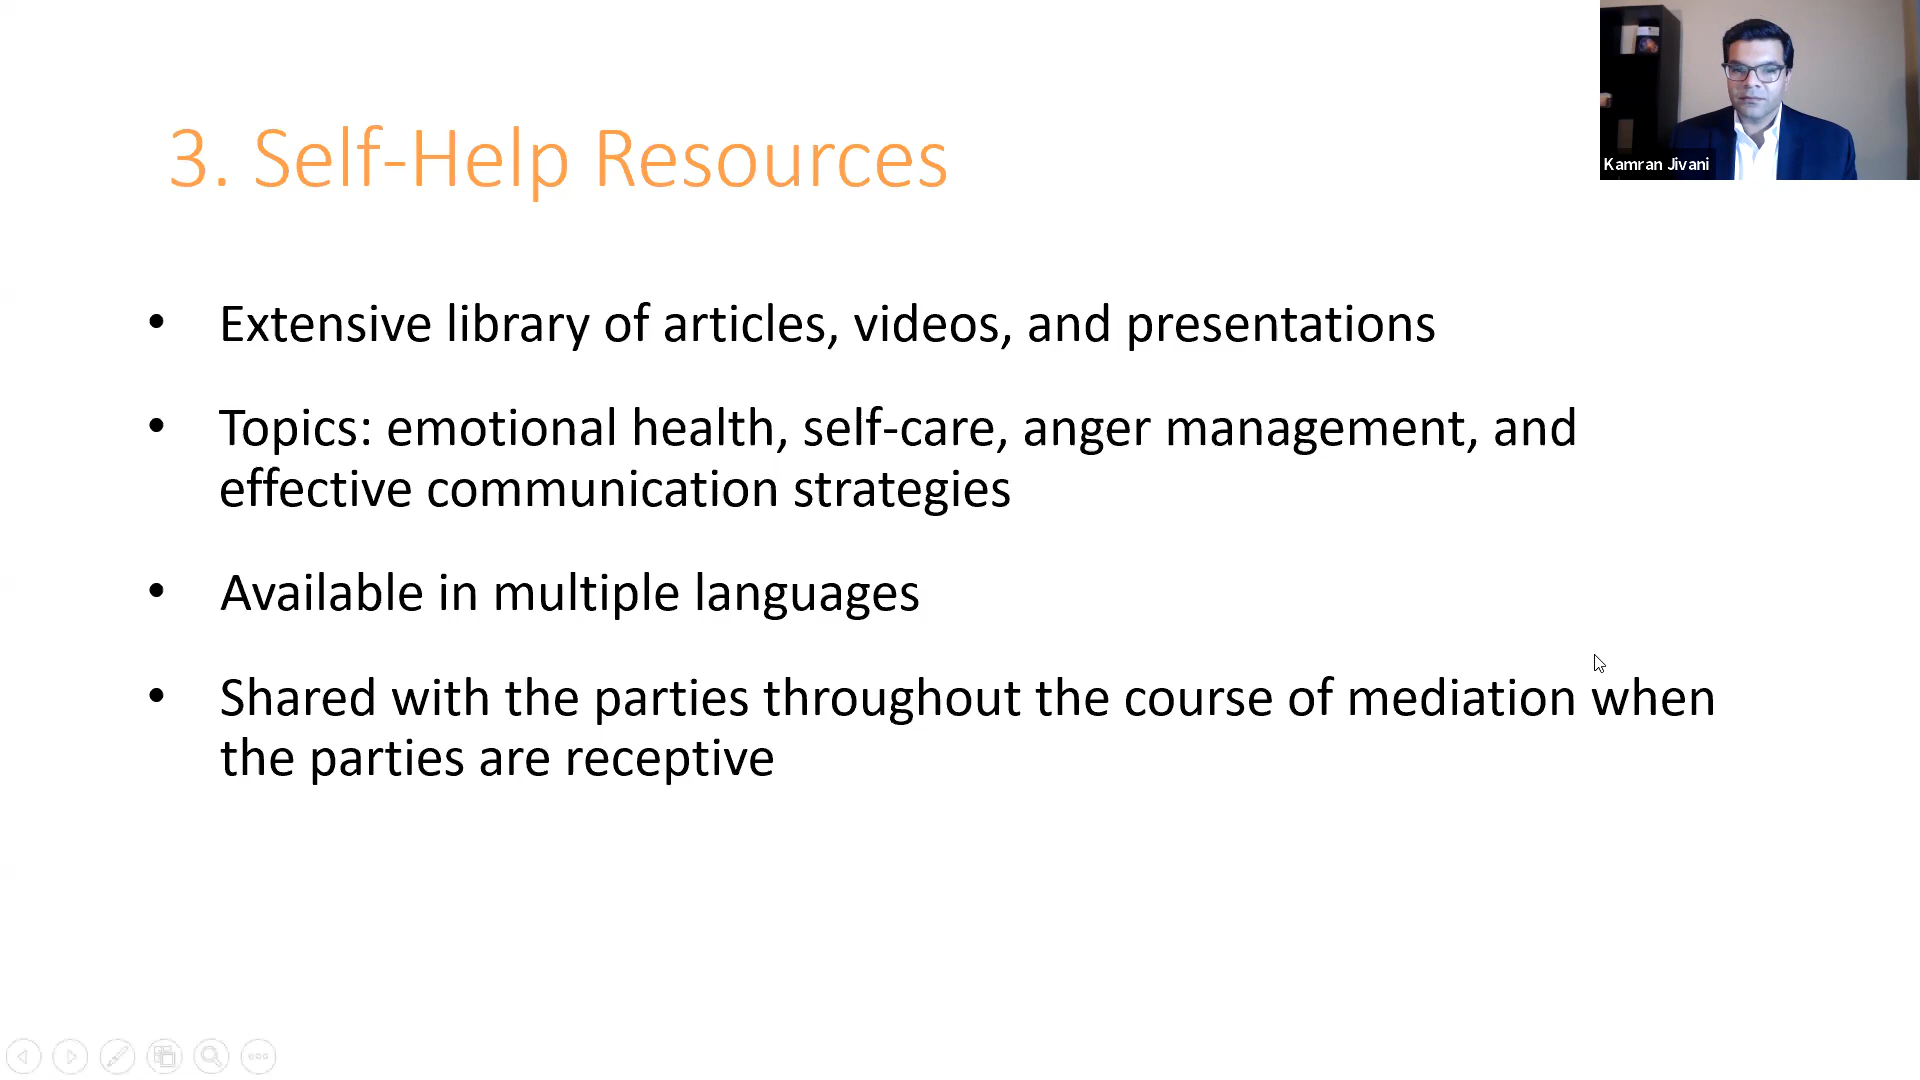 3. Self-Help Resources
Kamran Jivani
• Extensive library of articles, videos, and presentations
• Topics: emotional health, self-care, anger management, and
effective communication strategies
• Available in multiple languages
• Shared with the parties throughout the course of mediation when
the parties are receptive